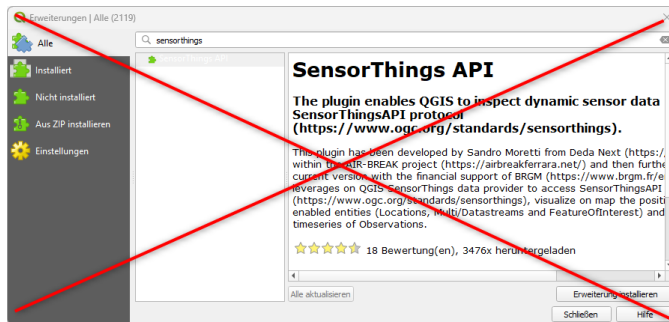 Erweiterungen | Alle (2119)
Alle
Installiert
Nicht installiert
Aus ZIP installieren
Einstellungen
sensorthings
SensorThings API
SensorThings API
The plugin enables QGIS to inspect dynamic sensor data
SensorThingsAPI protocol
(https://www.ogc.org/standards/sensorthings).
This plugin has been developed by Sandro Moretti from Deda Next (https:/
within the AIR-BREAK project (https://airbreakferrara.net/) and then furthe
current version with the financial support of BRGM (https://www.brgm.fr/e
leverages on QGIS SensorThings data provider to access SensorThingsAPI
(https://www.ogc.org/standards/sensorthings), visualize on map the positi
enabled entities (Locations, Multi/Datastreams and FeatureOfInterest) and
timeseries of Observations.
18 Bewertung(en), 3476x heruntergeladen
Alle aktualisieren
Erweiterung installieren
Schließen
Hilfe